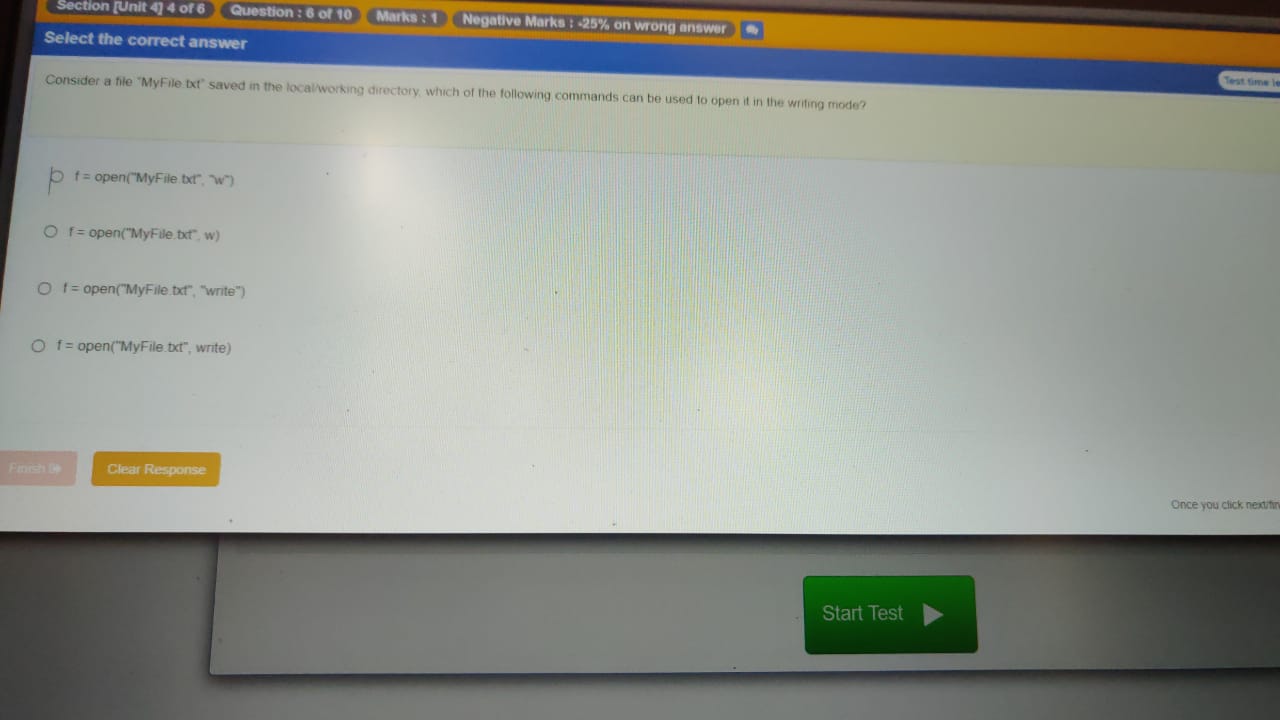 Section [Unit 4] 4 of 6 Question : 6 of 10 Marks : 1 Negative Marks : -25% on wrong answer
Select the correct answer
Test time le
Consider a file "MyFile.txt" saved in the local/working directory, which of the following commands can be used to open it in the writing mode?
f = open("MyFile.txt", "w")
f = open("MyFile.txt", w)
f = open("MyFile.txt", "write")
f = open("MyFile.txt", write)
Finish
Clear Response
Once you click next/fin
Start Test